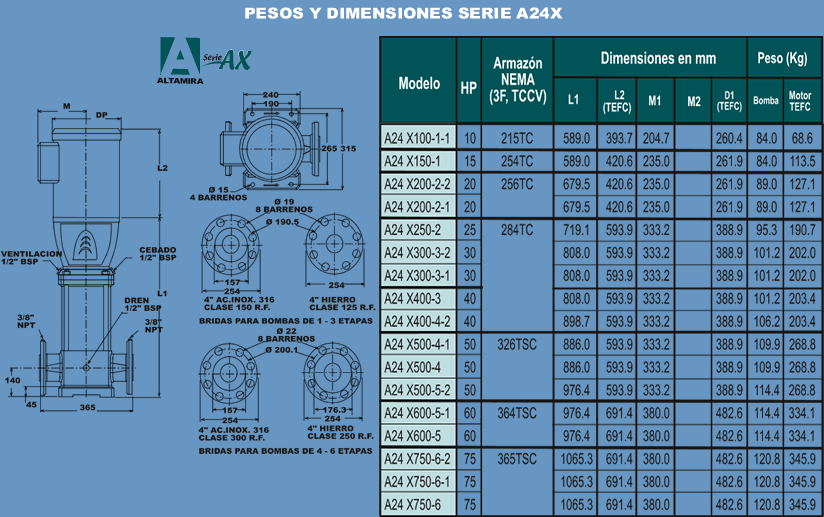 PESOS Y DIMENSIONES SERIE A24X
ALTAMIRA
Serie AX
M
DP
L2
240
190
265
315
Ø 15
4 BARRENOS
Ø 19
8 BARRENOS
Ø 190.5
VENTILACION
1/2" BSP
CEBADO
1/2" BSP
157
254
254
4" AC.INOX. 316
CLASE 150 R.F.
4" HIERRO
CLASE 125 R.F.
BRIDAS PARA BOMBAS DE 1 - 3 ETAPAS
DREN
1/2" BSP
L1
3/8"
NPT
3/8"
NPT
Ø 22
8 BARRENOS
Ø 200.1
140
45
365
157
254
176.3
254
4" AC.INOX. 316
CLASE 300 R.F.
4" HIERRO
CLASE 250 R.F.
BRIDAS PARA BOMBAS DE 4 - 6 ETAPAS
Modelo HP Armazón NEMA (3F, TCCV) Dimensiones en mm Peso (Kg)
L1 L2 (TEFC) M1 M2 D1 (TEFC) Bomba Motor TEFC
A24 X100-1-1 10 215TC 589.0 393.7 204.7 260.4 84.0 68.6
A24 X150-1 15 254TC 589.0 420.6 235.0 261.9 84.0 113.5
A24 X200-2-2 20 256TC 679.5 420.6 235.0 261.9 89.0 127.1
A24 X200-2-1 20 679.5 420.6 235.0 261.9 89.0 127.1
A24 X250-2 25 284TC 719.1 593.9 333.2 388.9 95.3 190.7
A24 X300-3-2 30 808.0 593.9 333.2 388.9 101.2 202.0
A24 X300-3-1 30 808.0 593.9 333.2 388.9 101.2 202.0
A24 X400-3 40 808.0 593.9 333.2 388.9 101.2 203.4
A24 X400-4-2 40 898.7 593.9 333.2 388.9 106.2 203.4
A24 X500-4-1 50 326TSC 886.0 593.9 333.2 388.9 109.9 268.8
A24 X500-4 50 886.0 593.9 333.2 388.9 109.9 268.8
A24 X500-5-2 50 976.4 593.9 333.2 388.9 114.4 268.8
A24 X600-5-1 60 364TSC 976.4 691.4 380.0 482.6 114.4 334.1
A24 X600-5 60 976.4 691.4 380.0 482.6 114.4 334.1
A24 X750-6-2 75 365TSC 1065.3 691.4 380.0 482.6 120.8 345.9
A24 X750-6-1 75 1065.3 691.4 380.0 482.6 120.8 345.9
A24 X750-6 75 1065.3 691.4 380.0 482.6 120.8 345.9